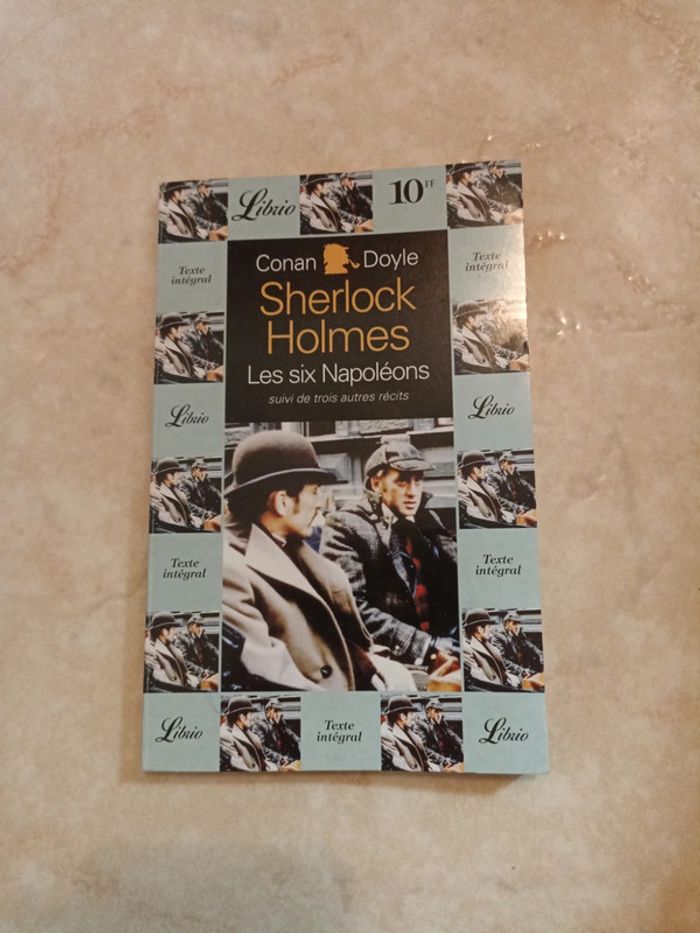 Librio
10FF
Conan Doyle
Sherlock
Holmes
Les six Napoléons
suivi de trois autres récits
Texte
intégral
Texte
intégral
Librio
Librio
Texte
intégral
Texte
intégral
Librio
Texte
intégral
Librio